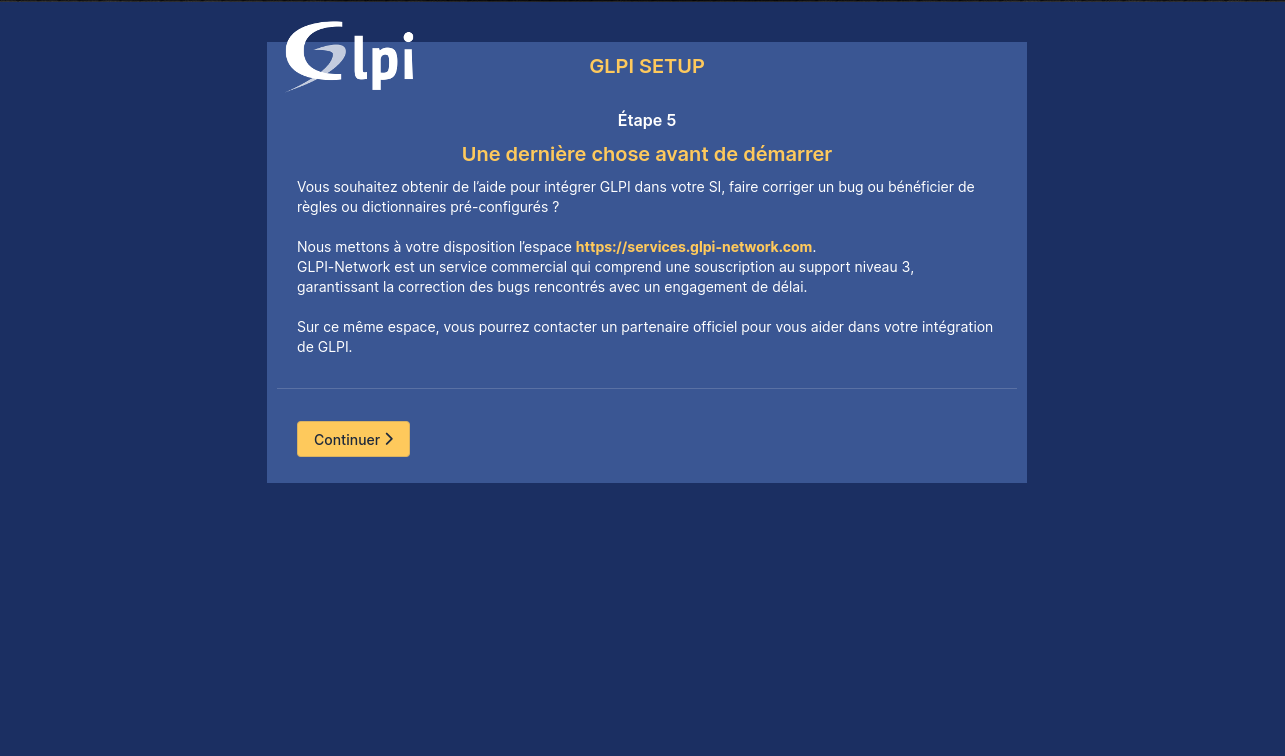 Glpi
GLPI SETUP
Étape 5
Une dernière chose avant de démarrer
Vous souhaitez obtenir de l’aide pour intégrer GLPI dans votre SI, faire corriger un bug ou bénéficier de
règles ou dictionnaires pré-configurés ?
Nous mettons à votre disposition l’espace https://services.glpi-network.com.
GLPI-Network est un service commercial qui comprend une souscription au support niveau 3,
garantissant la correction des bugs rencontrés avec un engagement de délai.
Sur ce même espace, vous pourrez contacter un partenaire officiel pour vous aider dans votre intégration
de GLPI.
Continuer